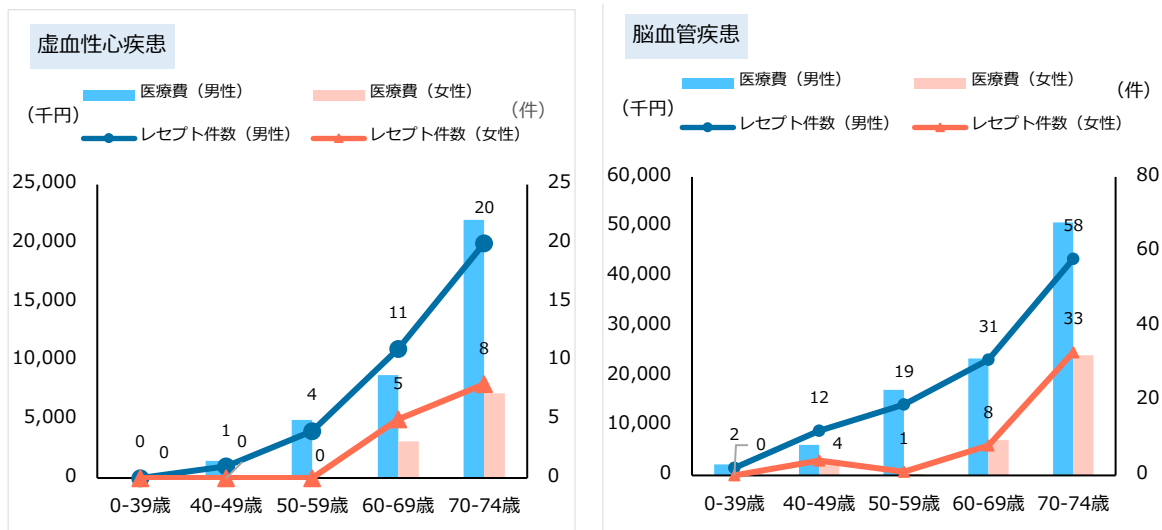 虚血性心疾患
医療費（男性）
医療費（女性）
（千円）
（件）
レセプト件数（男性）
レセプト件数（女性）
25,000
20,000
15,000
10,000
5,000
0
25
20
15
10
5
0
0
0
1
0
4
0
11
5
20
8
0-39歳
40-49歳
50-59歳
60-69歳
70-74歳
脳血管疾患
医療費（男性）
医療費（女性）
（千円）
（件）
レセプト件数（男性）
レセプト件数（女性）
60,000
50,000
40,000
30,000
20,000
10,000
0
80
60
40
20
0
2
0
12
4
19
1
31
8
58
33
0-39歳
40-49歳
50-59歳
60-69歳
70-74歳